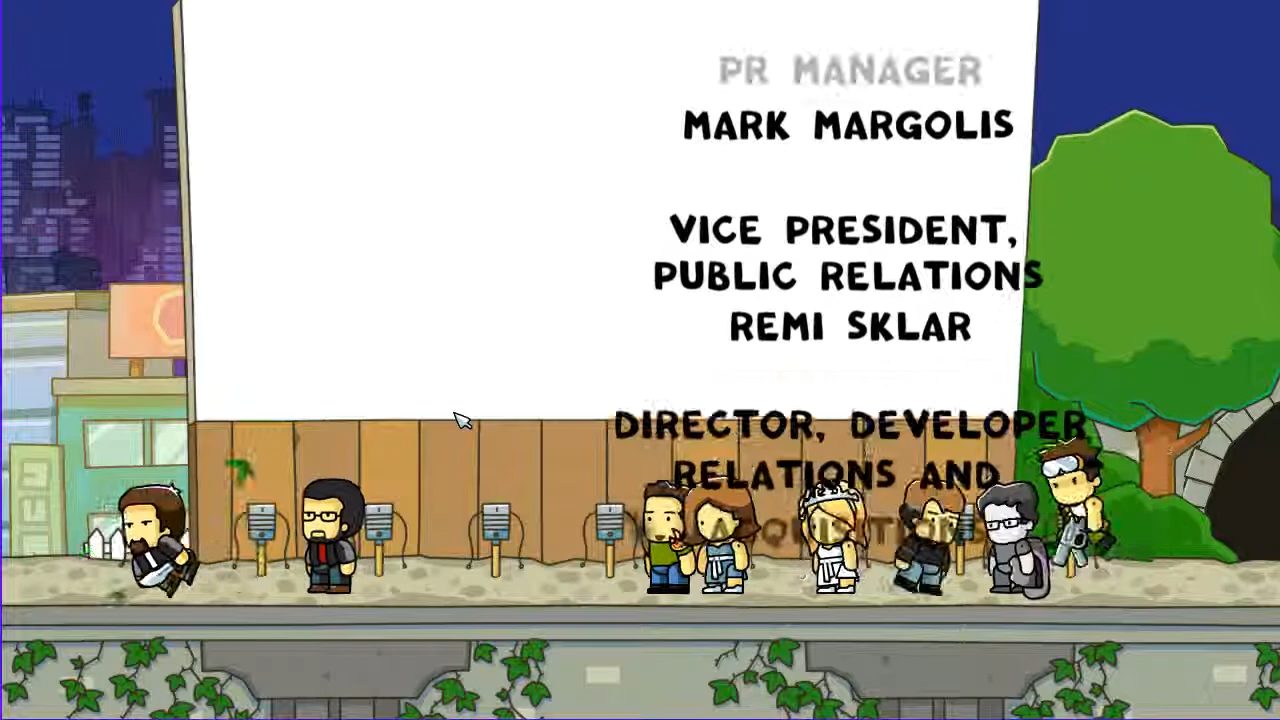 PR MANAGER
MARK MARGOLIS
VICE PRESIDENT,
PUBLIC RELATIONS
REMI SKLAR
DIRECTOR, DEVELOPER
RELATIONS AND